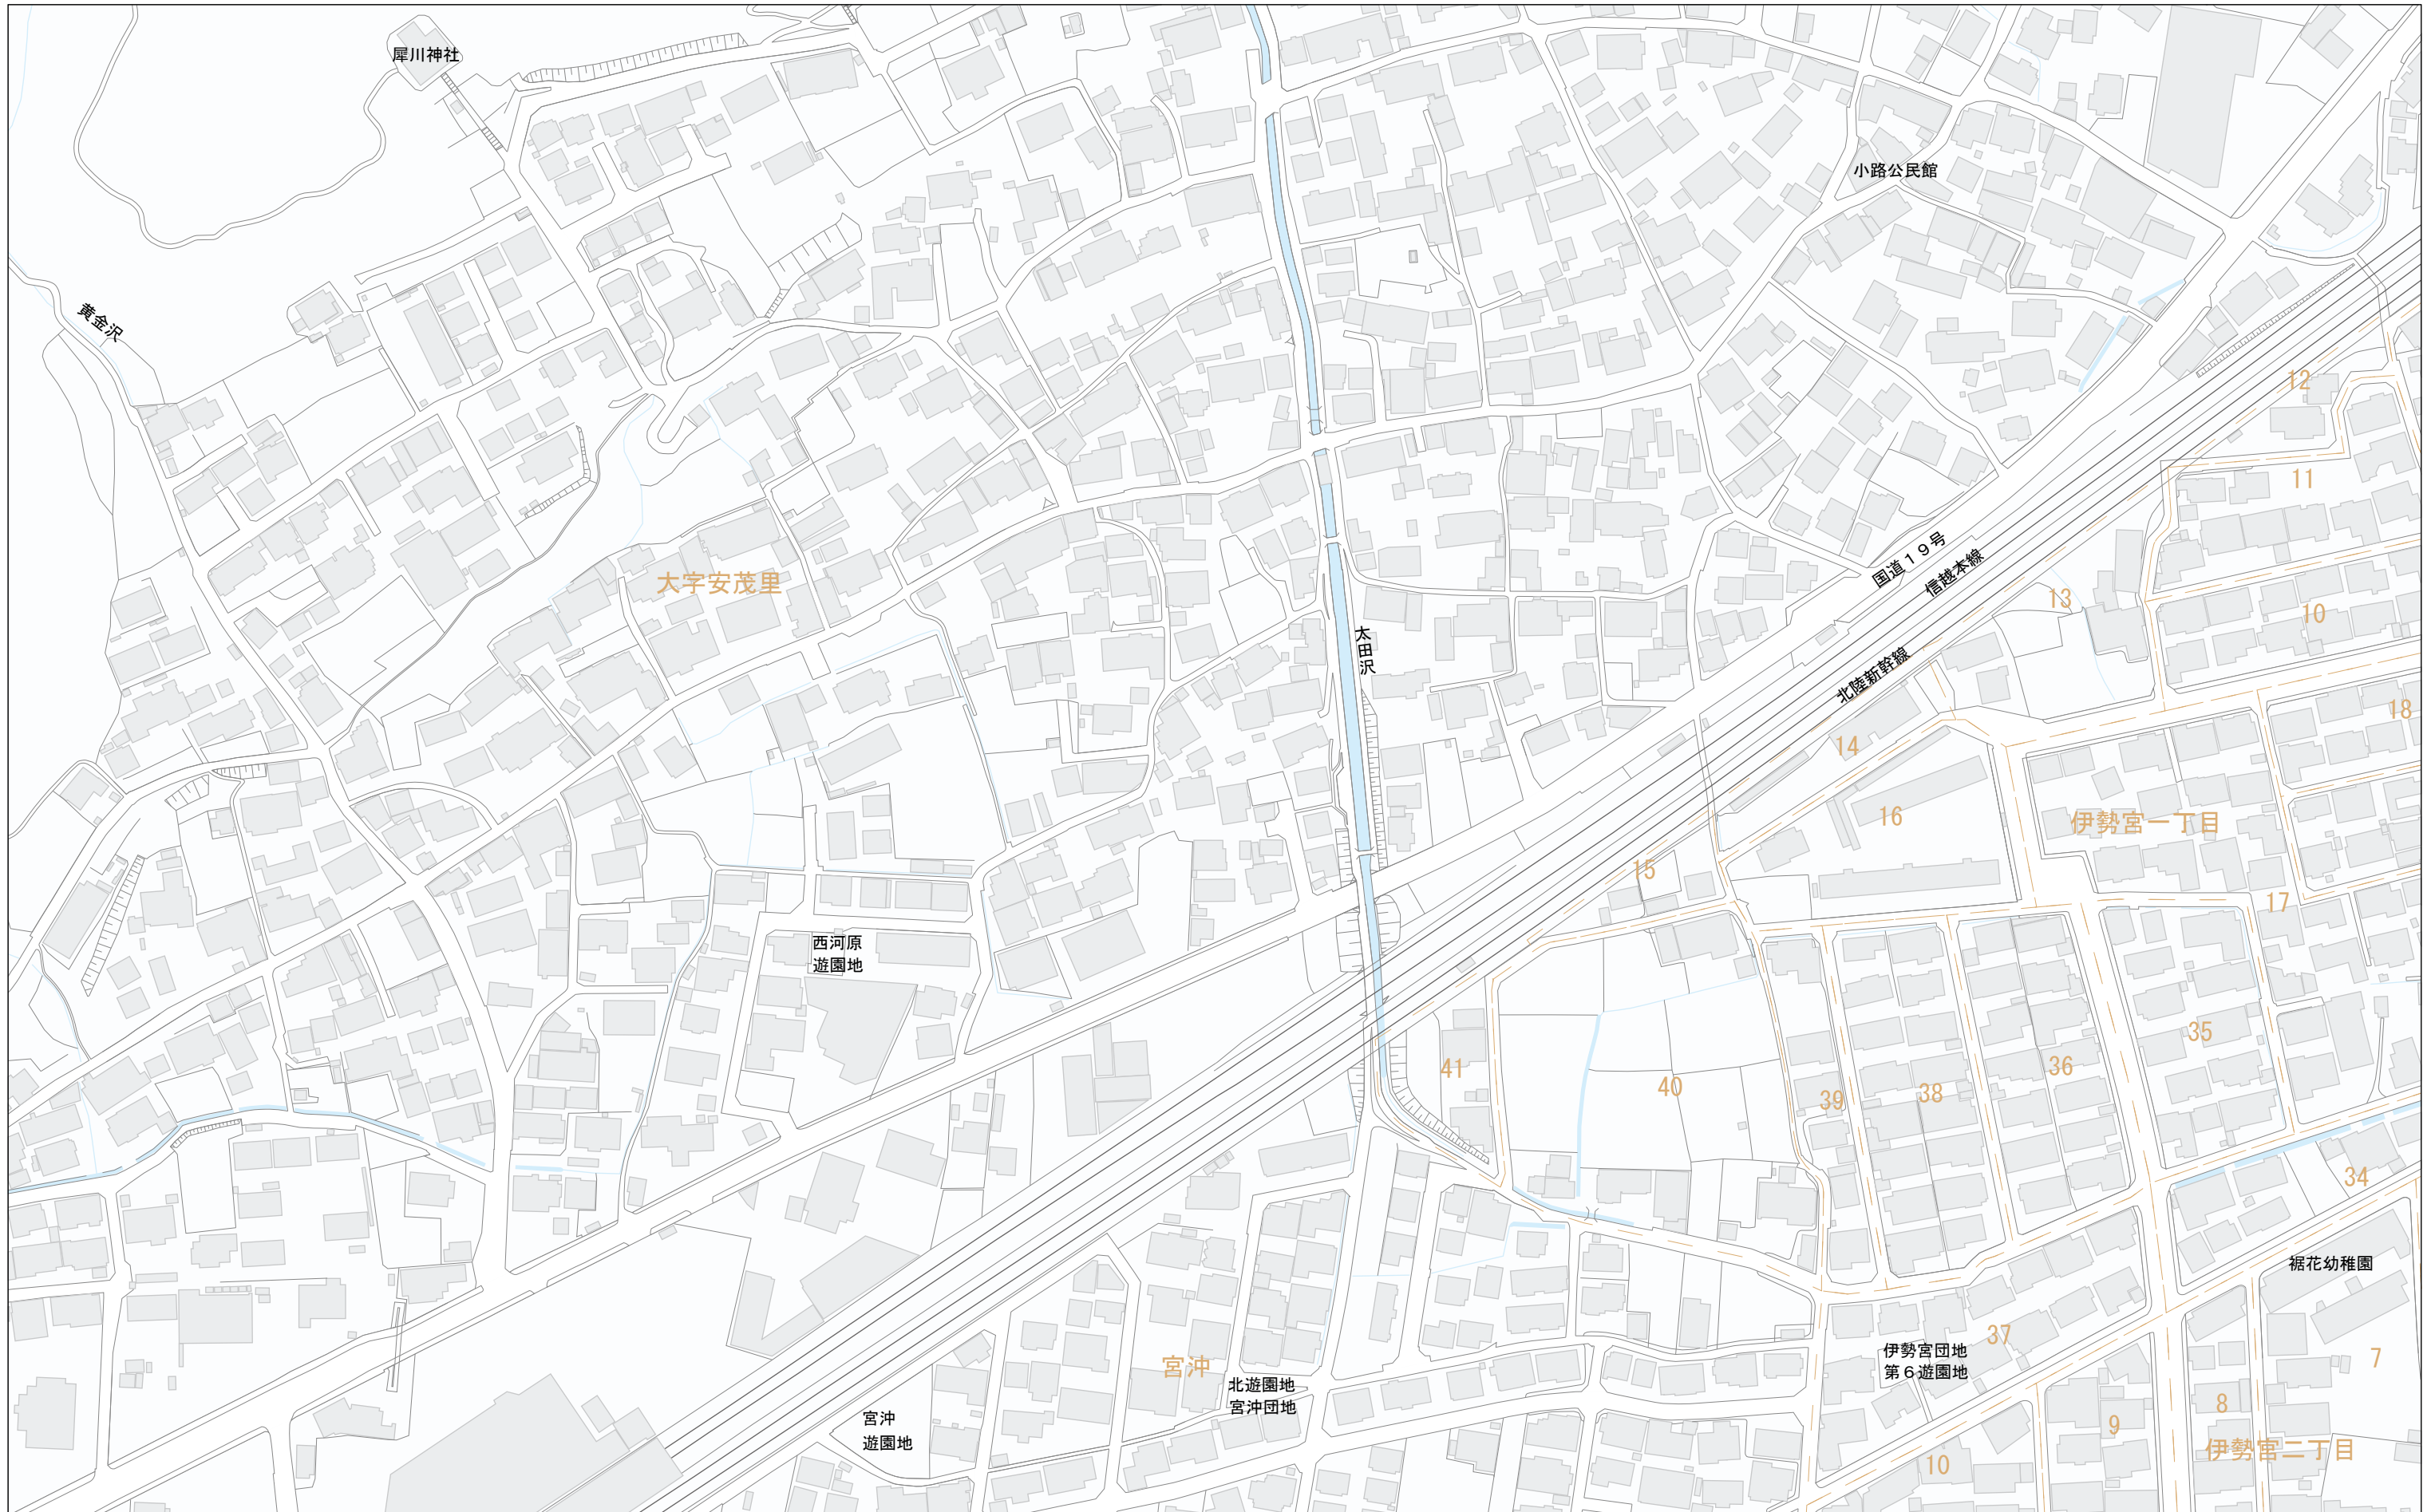 犀川神社
小路公民館
黄金沢
12
11
国道19号
信越本線
大字安茂里
13
10
太田沢
北陸新幹線
18
14
16
伊勢宮一丁目
15
17
西河原
遊園地
35
41
40
36
39
38
34
裾花幼稚園
37
伊勢宮団地
第6遊園地
7
宮沖
北遊園地
宮沖団地
8
宮沖
遊園地
9
伊勢宮二丁目
10